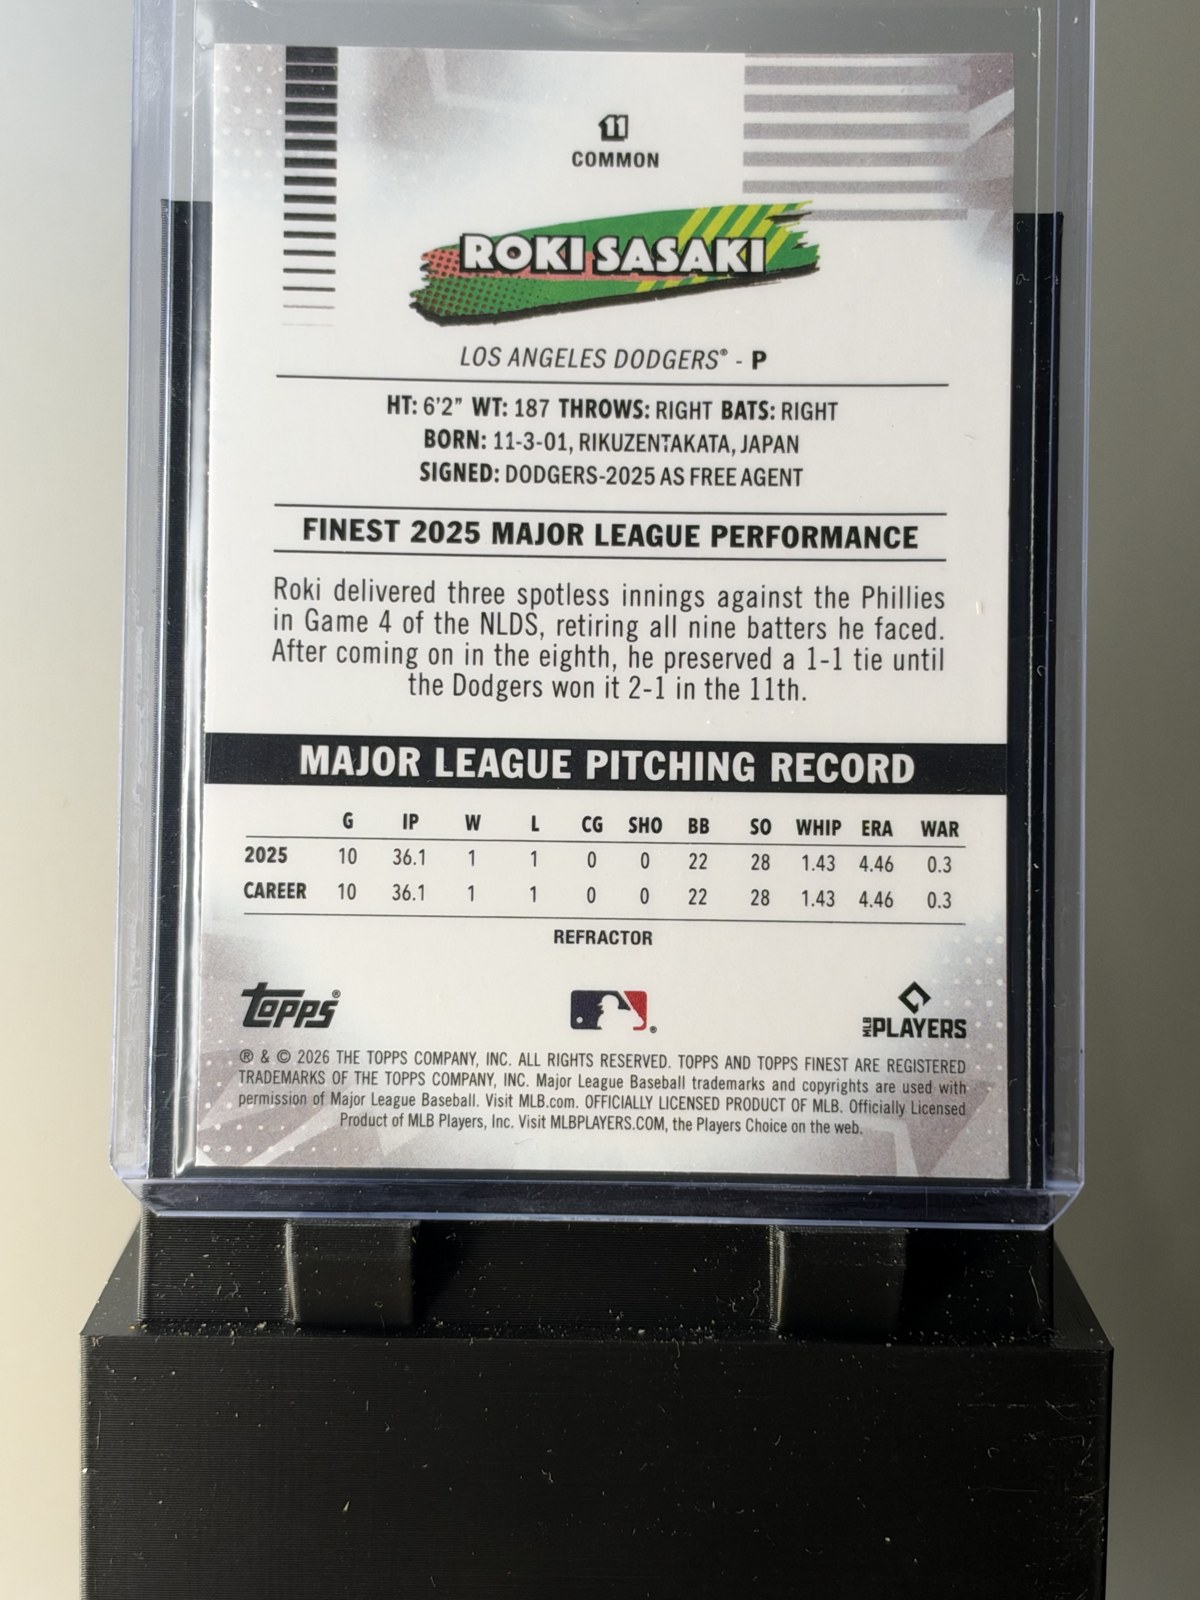 11
COMMON
ROKI SASAKI
LOS ANGELES DODGERS® - P
HT: 6'2" WT: 187 THROWS: RIGHT BATS: RIGHT
BORN: 11-3-01, RIKUZENTAKATA, JAPAN
SIGNED: DODGERS-2025 AS FREE AGENT
FINEST 2025 MAJOR LEAGUE PERFORMANCE
Roki delivered three spotless innings against the Phillies
in Game 4 of the NLDS, retiring all nine batters he faced.
After coming on in the eighth, he preserved a 1-1 tie until
the Dodgers won it 2-1 in the 11th.
MAJOR LEAGUE PITCHING RECORD
G IP W L CG SHO BB SO WHIP ERA WAR
2025 10 36.1 1 1 0 0 22 28 1.43 4.46 0.3
CAREER 10 36.1 1 1 0 0 22 28 1.43 4.46 0.3
REFRACTOR
Topps® ® MLB PLAYERS
® & © 2026 THE TOPPS COMPANY, INC. ALL RIGHTS RESERVED. TOPPS AND TOPPS FINEST ARE REGISTERED
TRADEMARKS OF THE TOPPS COMPANY, INC. Major League Baseball trademarks and copyrights are used with
permission of Major League Baseball. Visit MLB.com. OFFICIALLY LICENSED PRODUCT OF MLB. Officially Licensed
Product of MLB Players, Inc. Visit MLBPLAYERS.COM, the Players Choice on the web.